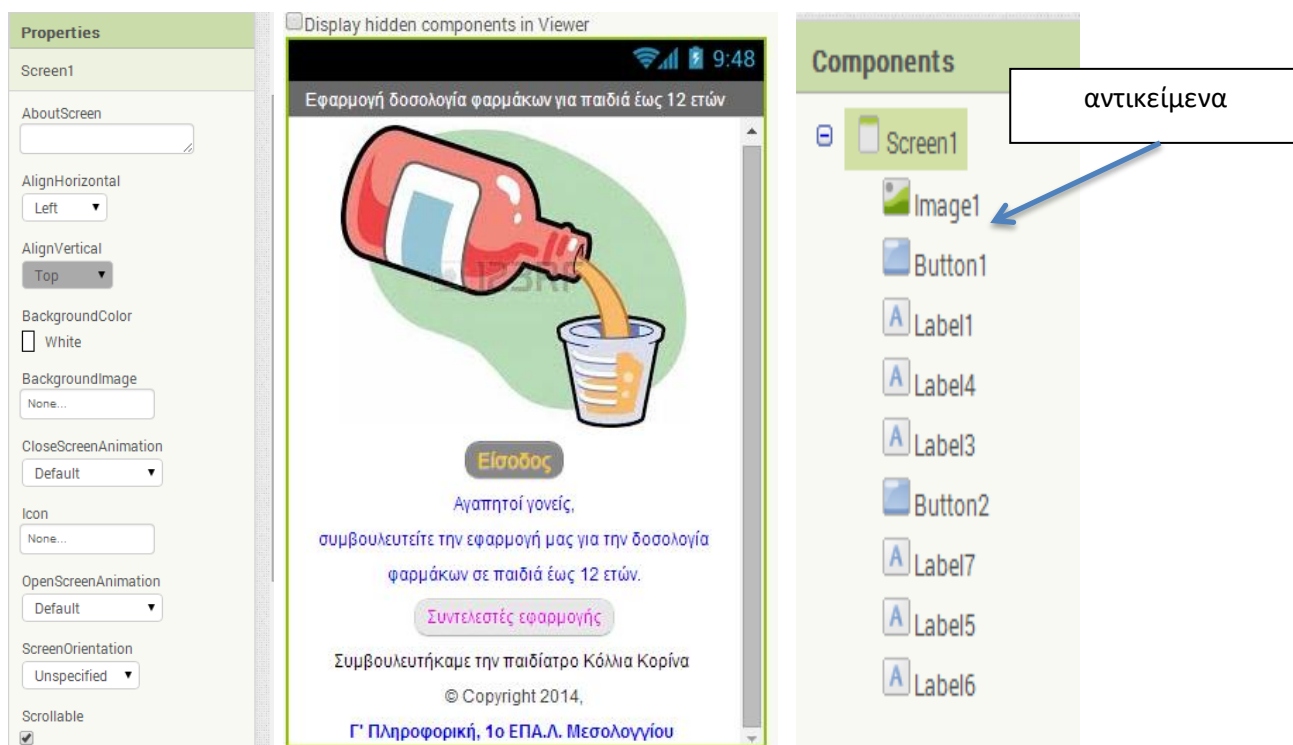 Properties
Screen1
AboutScreen
AlignHorizontal
Left
AlignVertical
Top
BackgroundColor
White
BackgroundImage
None...
CloseScreenAnimation
Default
Icon
None...
OpenScreenAnimation
Default
ScreenOrientation
Unspecified
Scrollable
Display hidden components in Viewer
9:48
Εφαρμογή δοσολογία φαρμάκων για παιδιά έως 12 ετών
123RF
Είσοδος
Αγαπητοί γονείς,
συμβουλευτείτε την εφαρμογή μας για την δοσολογία
φαρμάκων σε παιδιά έως 12 ετών.
Συντελεστές εφαρμογής
Συμβουλευτήκαμε την παιδίατρο Κόλλια Κορίνα
© Copyright 2014,
Γ' Πληροφορική, 1ο ΕΠΑ.Λ. Μεσολογγίου
Components
αντικείμενα
Screen1
Image1
Button1
Label1
Label4
Label3
Button2
Label7
Label5
Label6